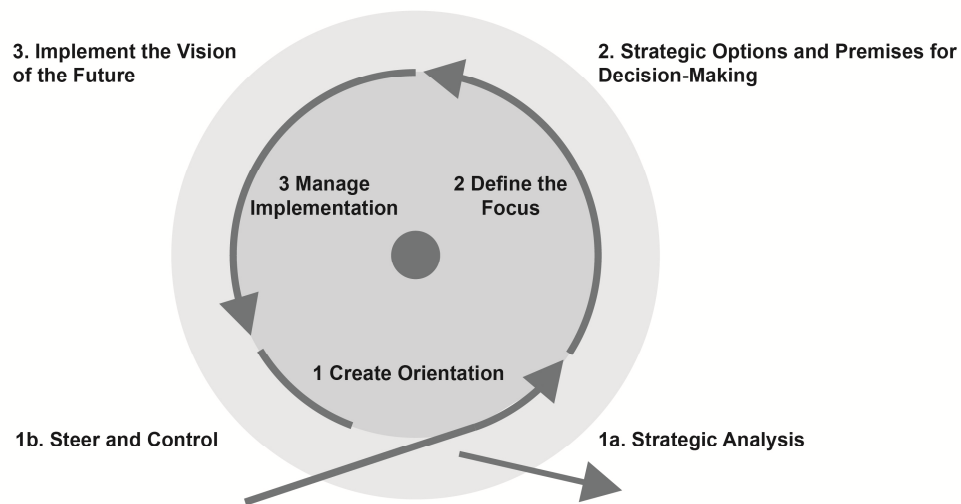 3. Implement the Vision
of the Future
2. Strategic Options and Premises for
Decision-Making
3 Manage
Implementation
2 Define the
Focus
1 Create Orientation
1b. Steer and Control
1a. Strategic Analysis